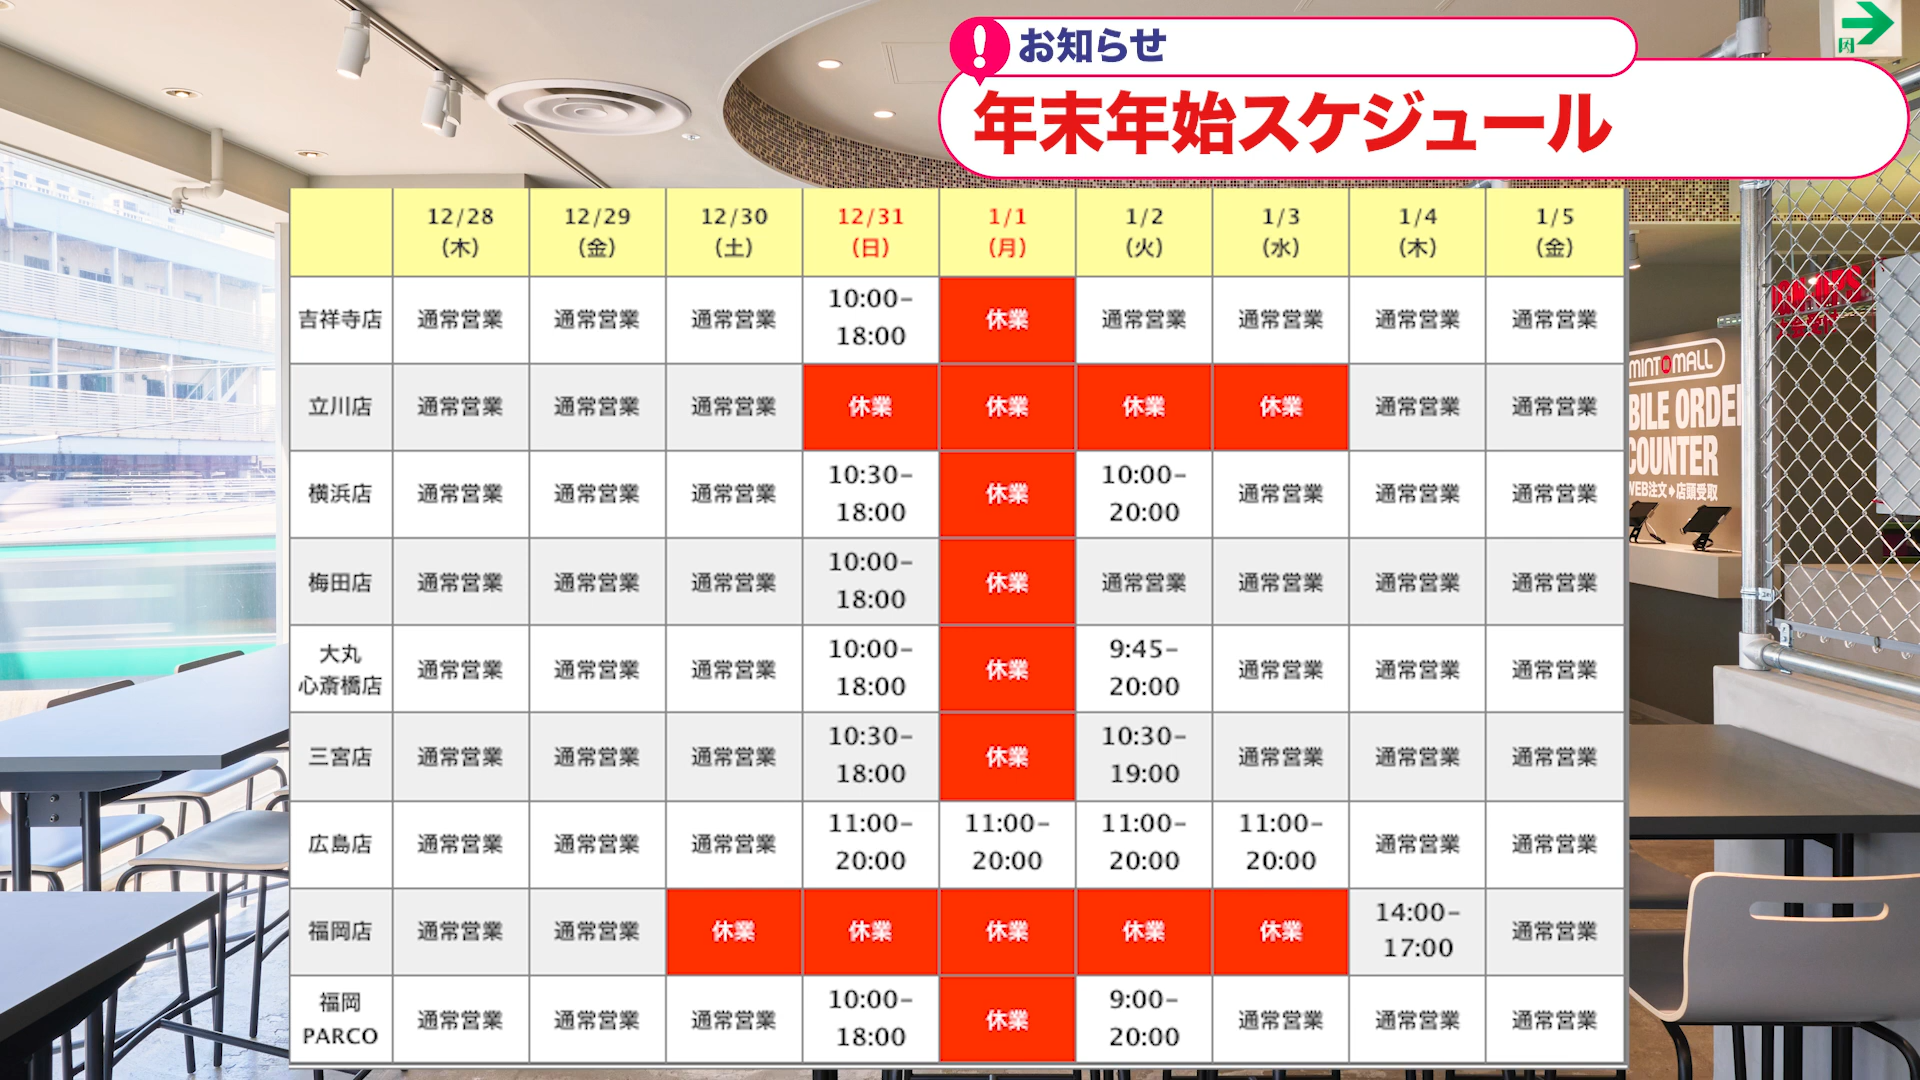 お知らせ
年末年始スケジュール
12/28 12/29 12/30 12/31 1/1 1/2 1/3 1/4 1/5
(木) (金) (土) (日) (月) (火) (水) (木) (金)
吉祥寺店 通常営業 通常営業 通常営業 10:00-18:00 休業 通常営業 通常営業 通常営業 通常営業
立川店 通常営業 通常営業 通常営業 休業 休業 休業 休業 通常営業 通常営業
横浜店 通常営業 通常営業 通常営業 10:30-18:00 休業 10:00-20:00 通常営業 通常営業 通常営業
梅田店 通常営業 通常営業 通常営業 10:00-18:00 休業 通常営業 通常営業 通常営業 通常営業
大丸心斎橋店 通常営業 通常営業 通常営業 10:00-18:00 休業 9:45-20:00 通常営業 通常営業 通常営業
三宮店 通常営業 通常営業 通常営業 10:30-18:00 休業 10:30-19:00 通常営業 通常営業 通常営業
広島店 通常営業 通常営業 通常営業 11:00-20:00 11:00-20:00 11:00-20:00 11:00-20:00 通常営業 通常営業
福岡店 通常営業 通常営業 休業 休業 休業 休業 休業 14:00-17:00 通常営業
福岡PARCO 通常営業 通常営業 通常営業 10:00-18:00 休業 9:00-20:00 通常営業 通常営業 通常営業
MINT MALL
BILE ORDE
COUNTER
WEB注文→店頭受取